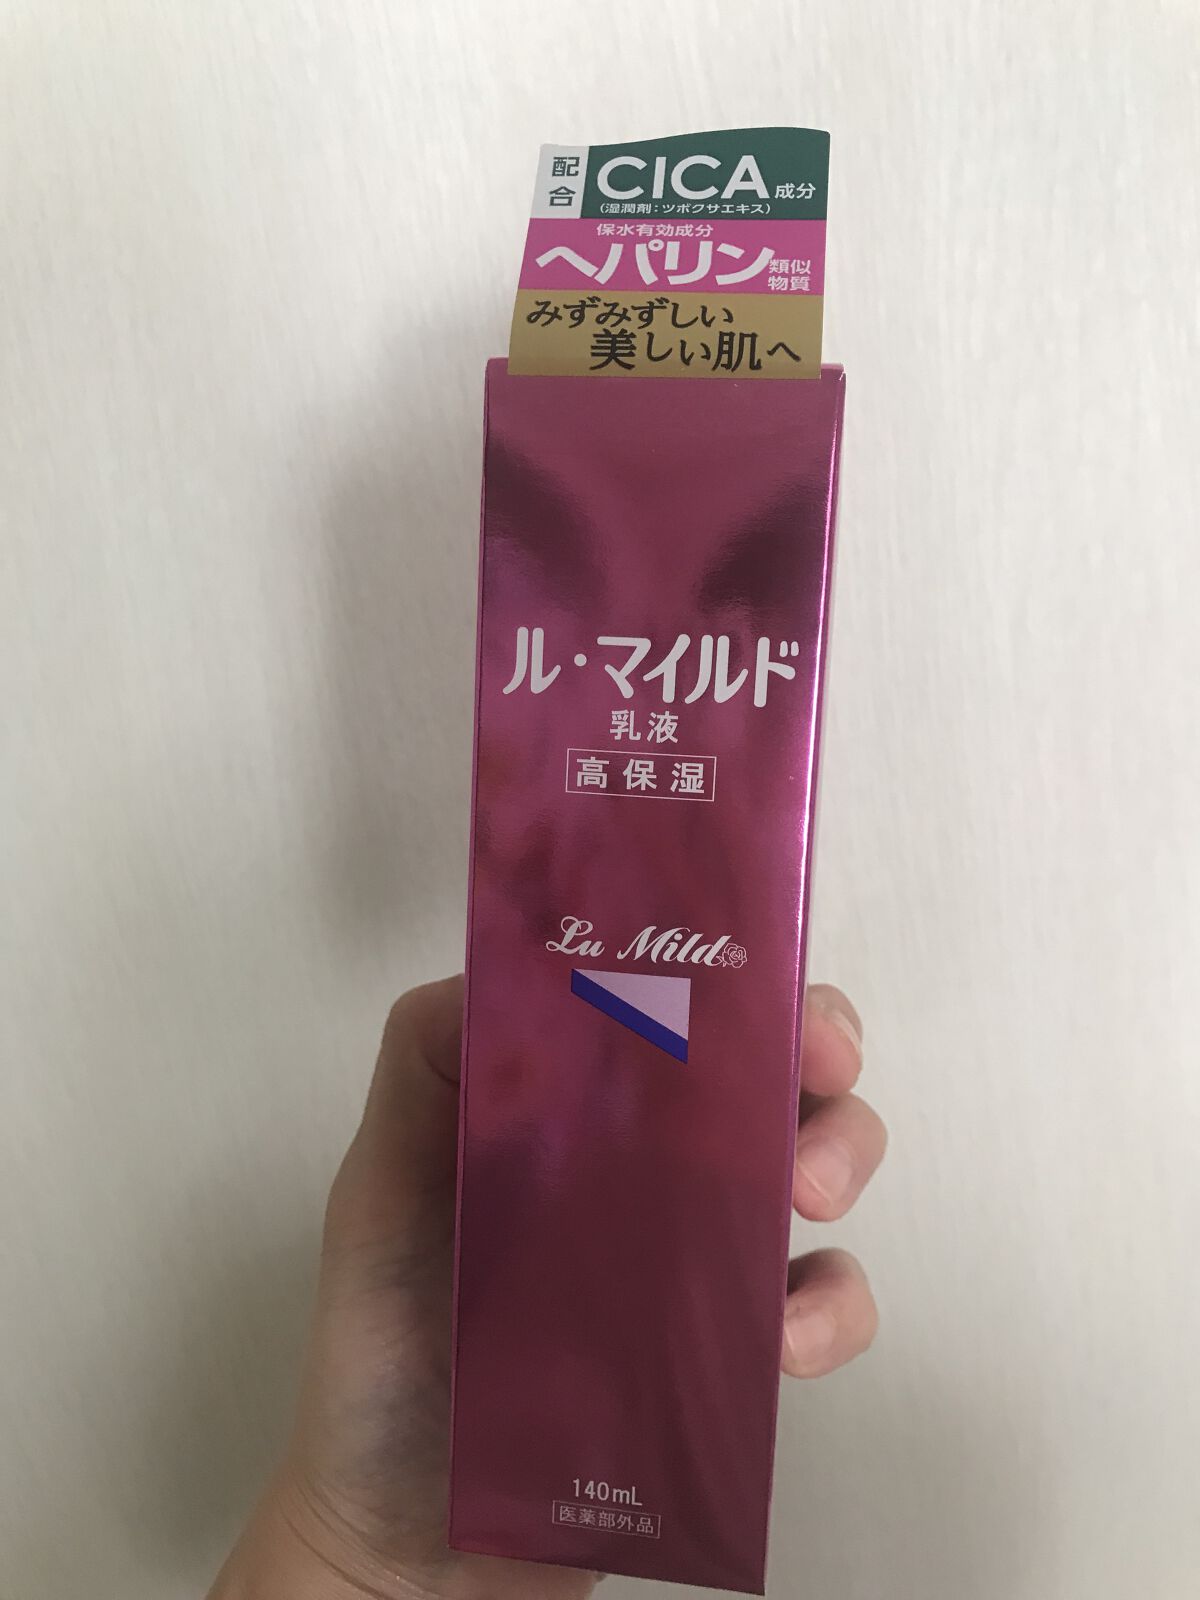 配合
CICA成分
(湿潤剤:ツボクサエキス)
保水有効成分
ヘパリン類似物質
みずみずしい
美しい肌へ
ル・マイルド
乳液
高保湿
Lu Mild
140mL
医薬部外品